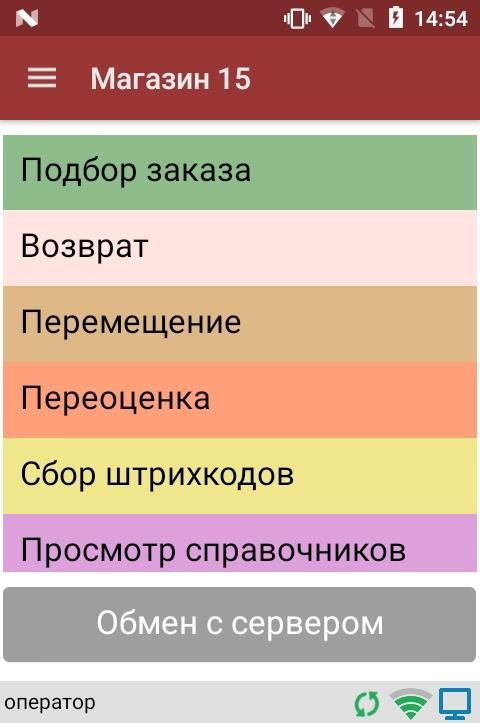 14:54
Магазин 15
Подбор заказа
Возврат
Перемещение
Переоценка
Сбор штрихкодов
Просмотр справочников
Обмен с сервером
оператор